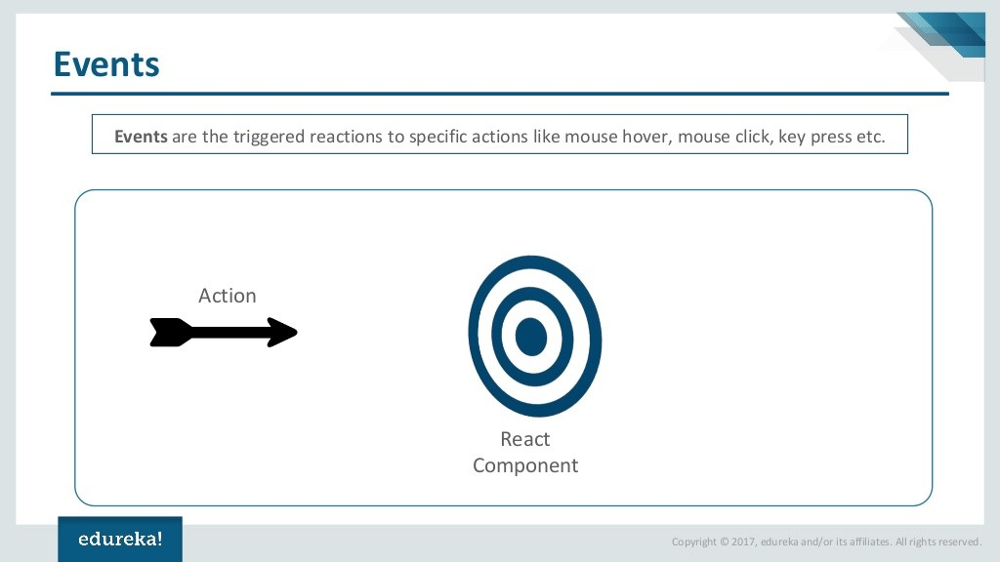 Events
Events are the triggered reactions to specific actions like mouse hover, mouse click, key press etc.
Action
React
Component
edureka!
Copyright © 2017, edureka and/or its affiliates. All rights reserved.